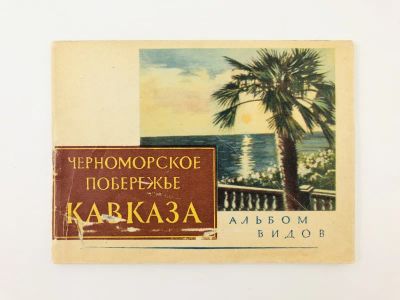 ЧЕРНОМОРСКОЕ
ПОБЕРЕЖЬЕ
КАВКАЗА
АЛЬБОМ
ВИДОВ